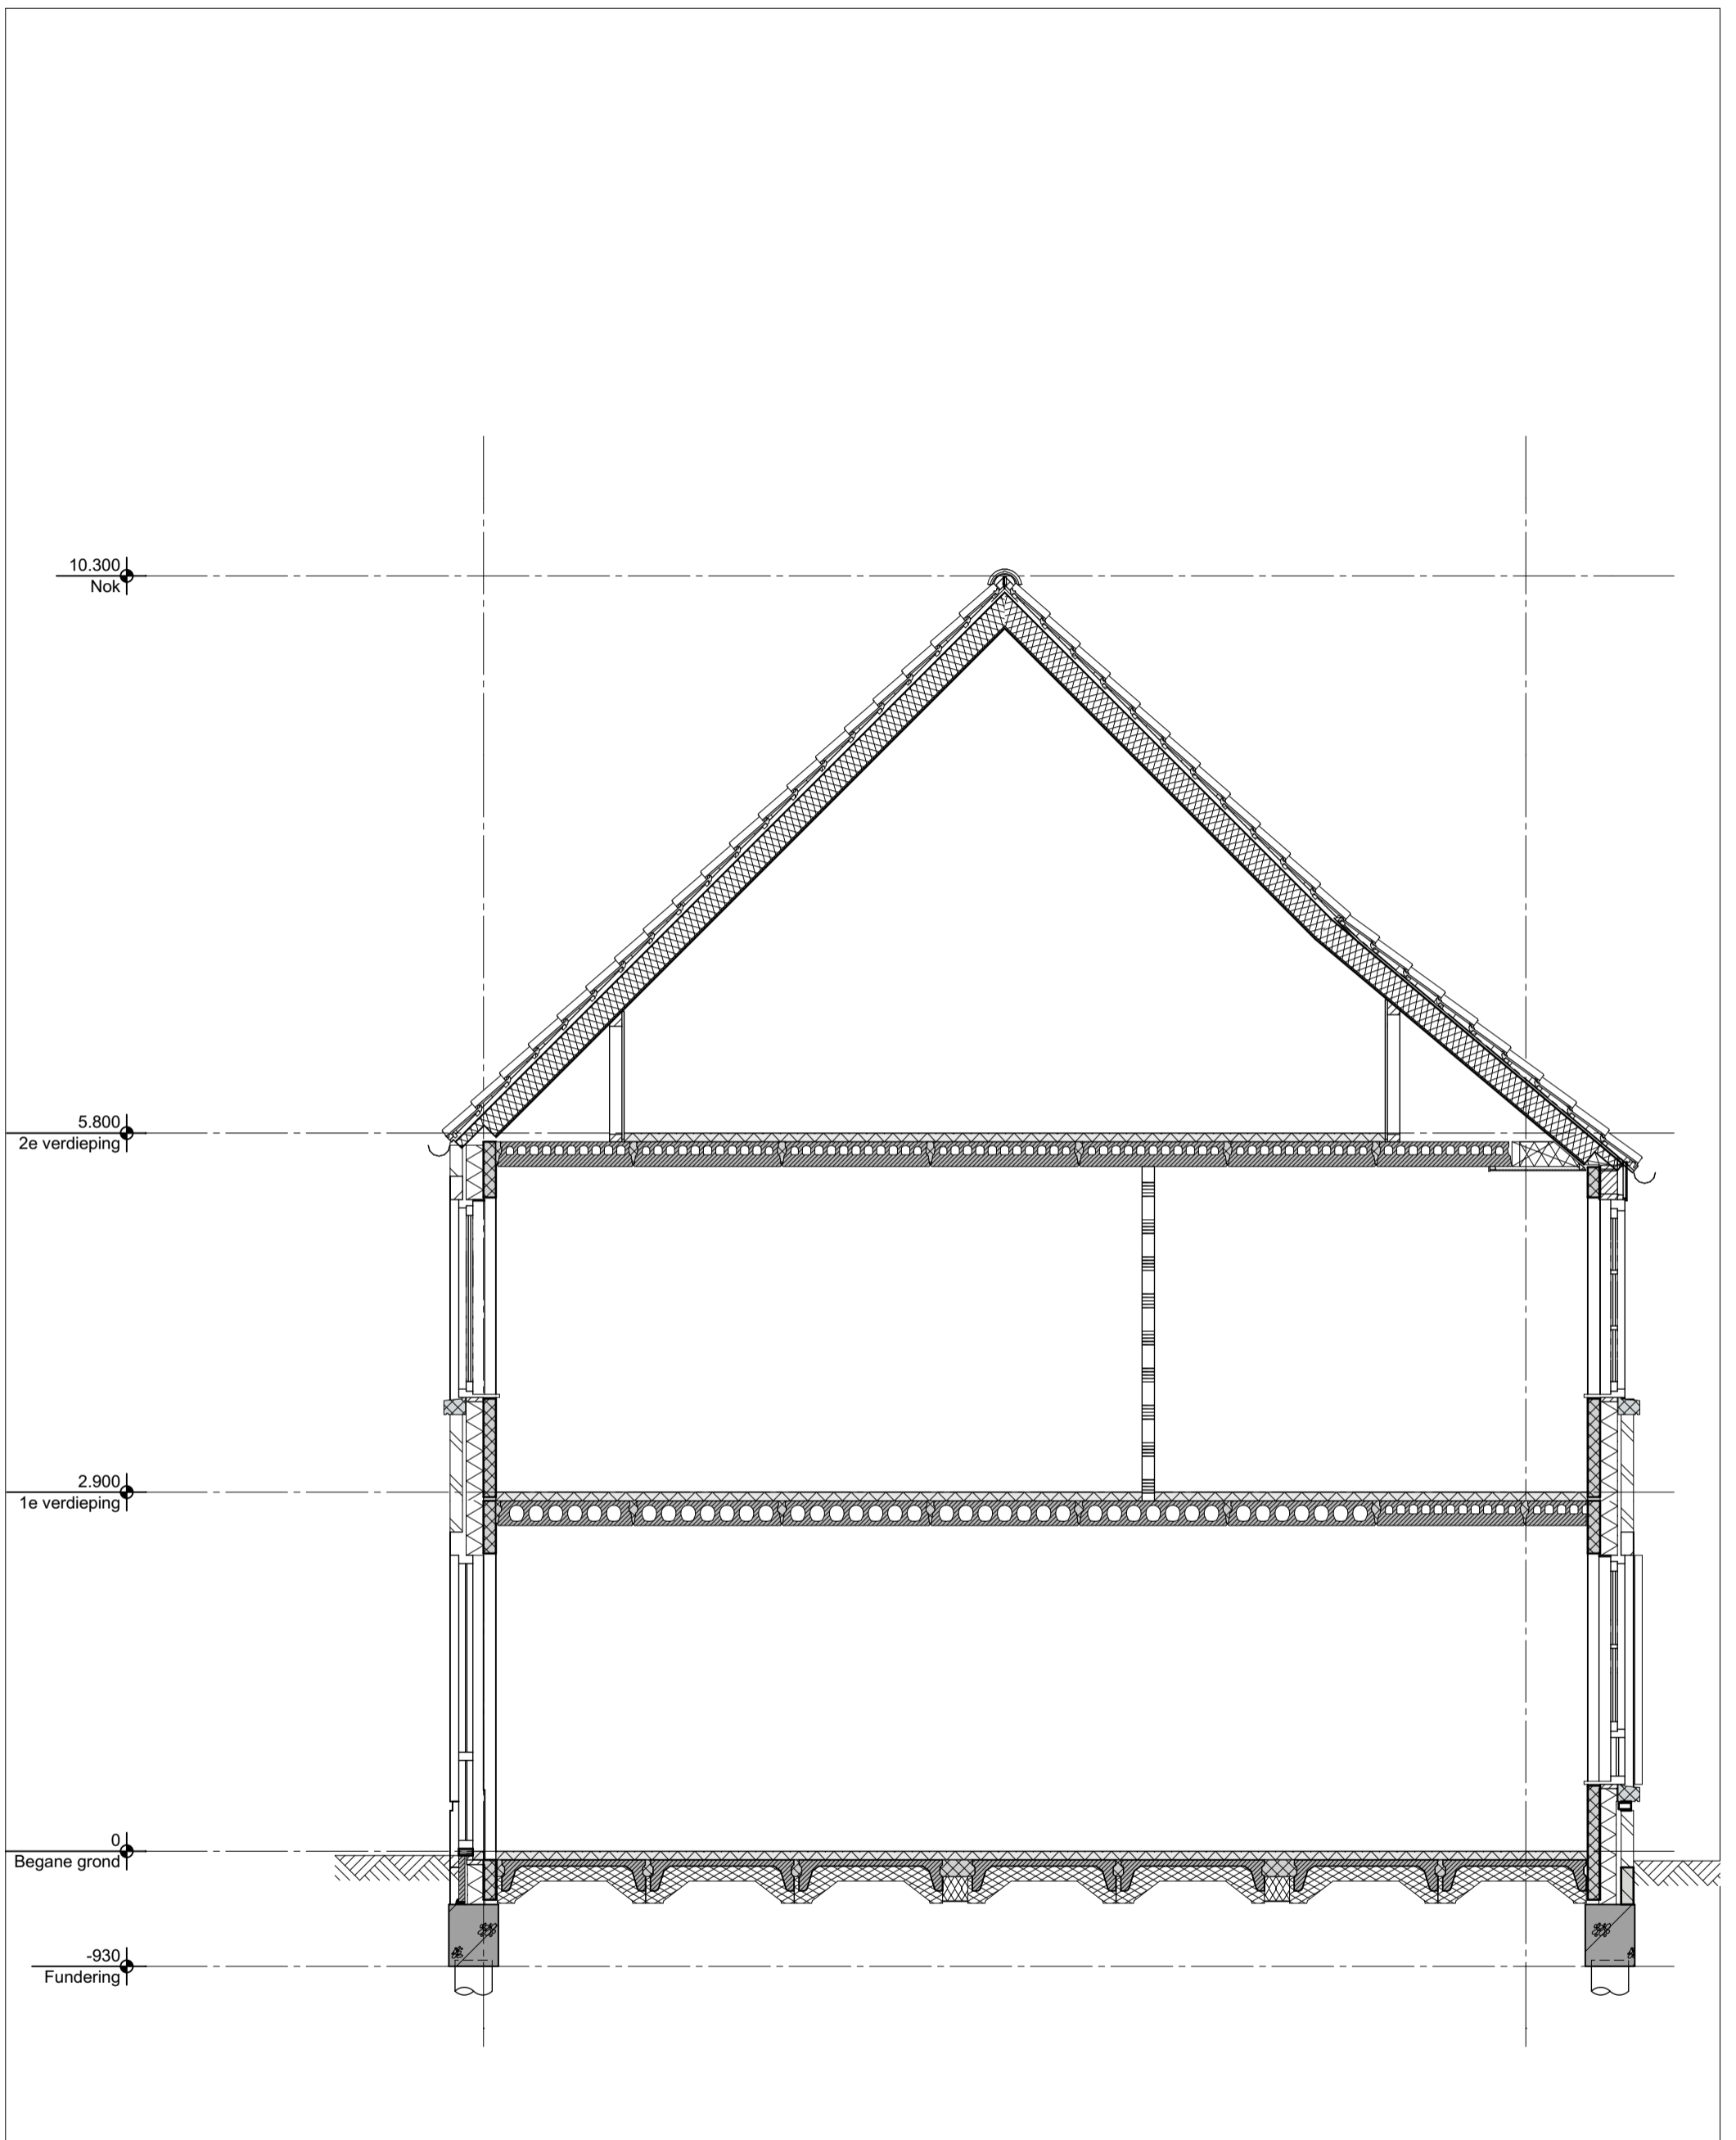 10.300
Nok
5.800
2e verdieping
2.900
1e verdieping
0
Begane grond
-930
Fundering